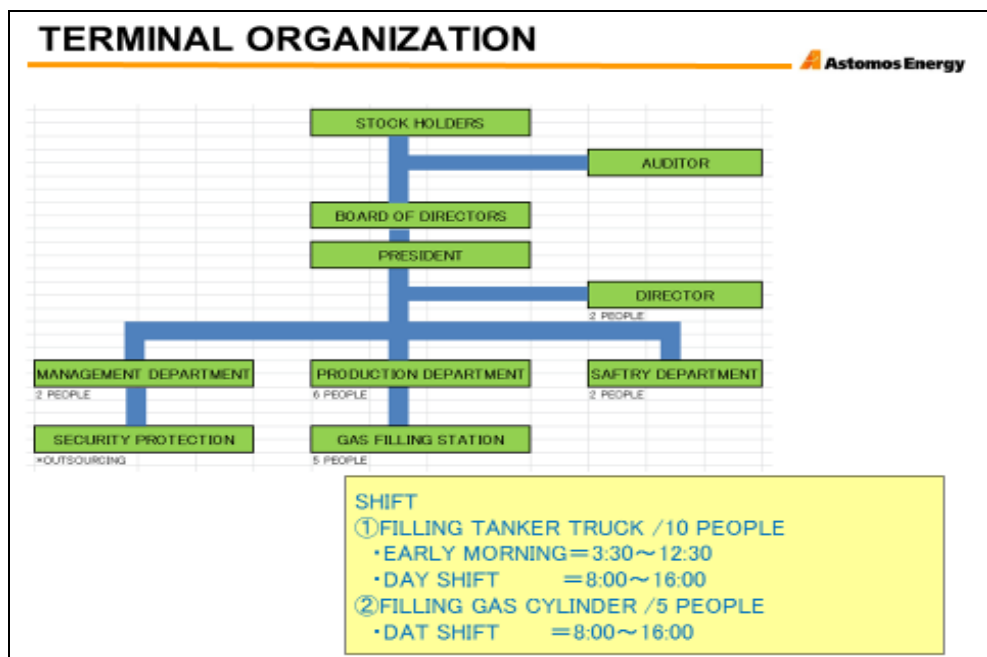 TERMINAL ORGANIZATION
Astomos Energy
STOCK HOLDERS
AUDITOR
BOARD OF DIRECTORS
PRESIDENT
DIRECTOR
2 PEOPLE
MANAGEMENT DEPARTMENT
2 PEOPLE
PRODUCTION DEPARTMENT
6 PEOPLE
SAFTRY DEPARTMENT
2 PEOPLE
SECURITY PROTECTION
*OUTSOURCING
GAS FILLING STATION
5 PEOPLE
SHIFT
①FILLING TANKER TRUCK /10 PEOPLE
・EARLY MORNING=3:30~12:30
・DAY SHIFT =8:00~16:00
②FILLING GAS CYLINDER /5 PEOPLE
・DAT SHIFT =8:00~16:00